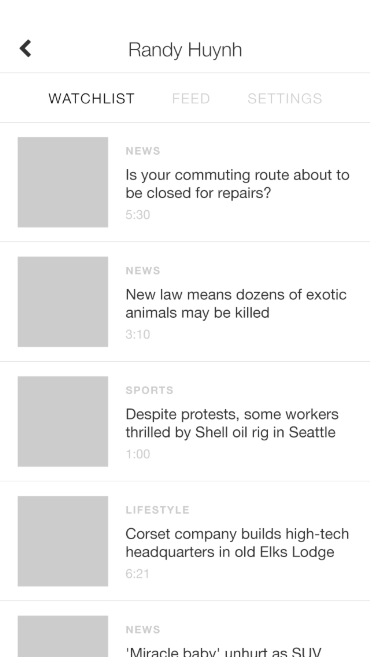 Randy Huynh
WATCHLIST FEED SETTINGS
NEWS
Is your commuting route about to
be closed for repairs?
5:30
NEWS
New law means dozens of exotic
animals may be killed
3:10
SPORTS
Despite protests, some workers
thrilled by Shell oil rig in Seattle
1:00
LIFESTYLE
Corset company builds high-tech
headquarters in old Elks Lodge
6:21
NEWS
'Miracle baby' unhurt as SUV